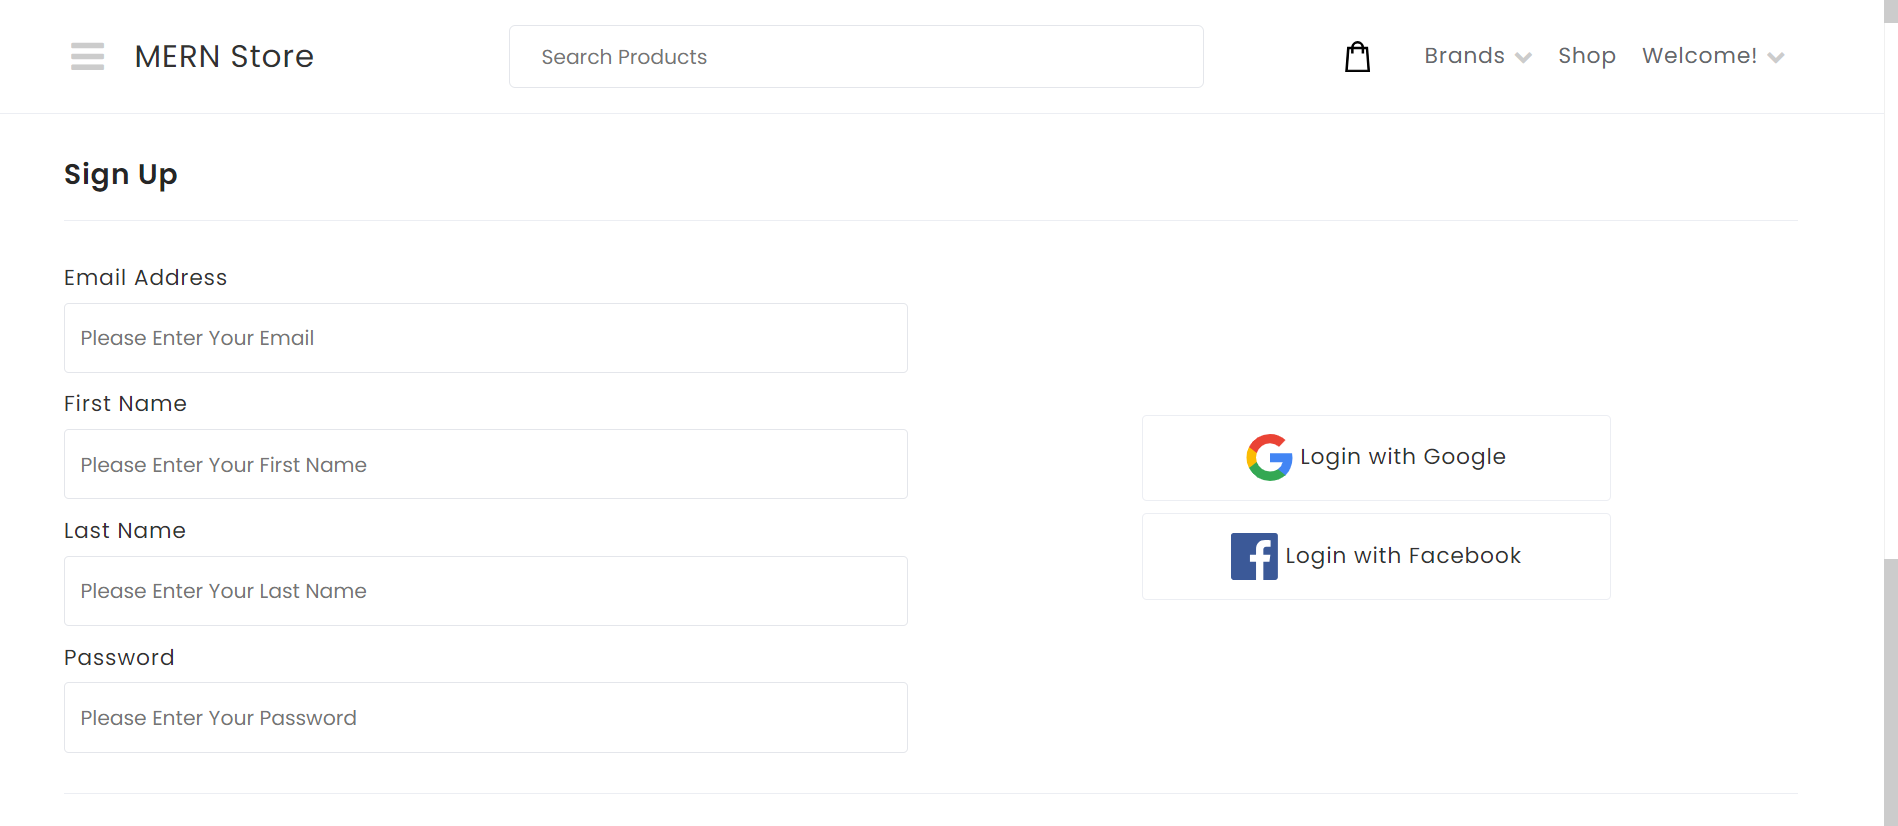 MERN Store
Search Products
Brands
Shop
Welcome!
Sign Up
Email Address
Please Enter Your Email
First Name
Please Enter Your First Name
Last Name
Please Enter Your Last Name
Password
Please Enter Your Password
Login with Google
Login with Facebook